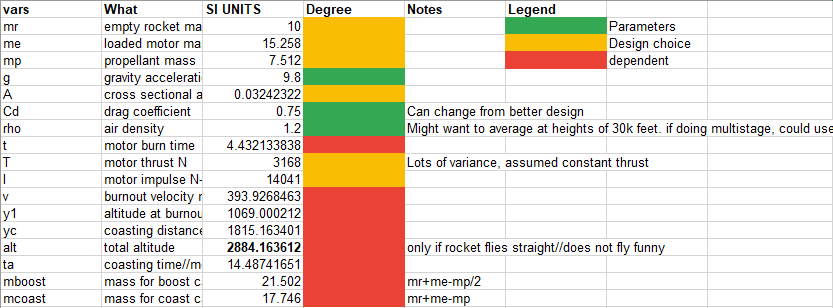 vars What SI UNITS Degree Notes Legend
mr empty rocket ma 10 Parameters
me loaded motor ma 15.258 Design choice
mp propellant mass 7.512 dependent
g gravity accelerati 9.8
A cross sectional a 0.03242322
Cd drag coefficient 0.75 Can change from better design
rho air density 1.2 Might want to average at heights of 30k feet. if doing multistage, could use
t motor burn time 4.432133838
T motor thrust N 3168 Lots of variance, assumed constant thrust
I motor impulse N- 14041
v burnout velocity r 393.9268463
y1 altitude at burnou 1069.000212
yc coasting distance 1815.163401
alt total altitude 2884.163612 only if rocket flies straight//does not fly funny
ta coasting time//m 14.48741651
mboost mass for boost c 21.502 mr+me-mp/2
mcoast mass for coast c 17.746 mr+me-mp